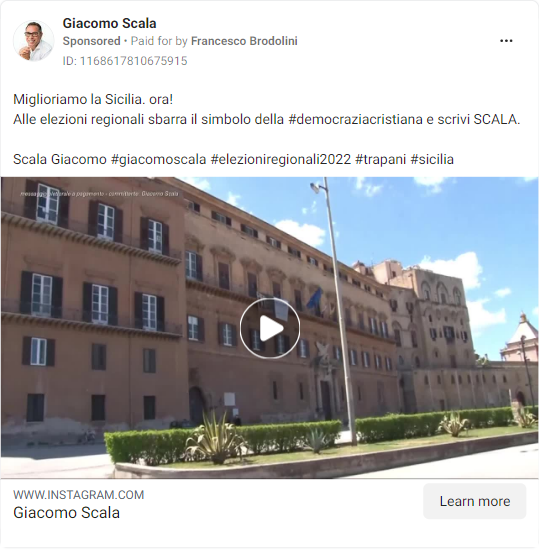 Giacomo Scala
Sponsored • Paid for by Francesco Brodolini
ID: 1168617810675915
Miglioriamo la Sicilia. ora!
Alle elezioni regionali sbarra il simbolo della #democraziacristiana e scrivi SCALA.
Scala Giacomo #giacomoscala #elezioniregionali2022 #trapani #sicilia
messaggio elettorale a pagamento - committente: Giacomo Scala
WWW.INSTAGRAM.COM
Giacomo Scala
Learn more